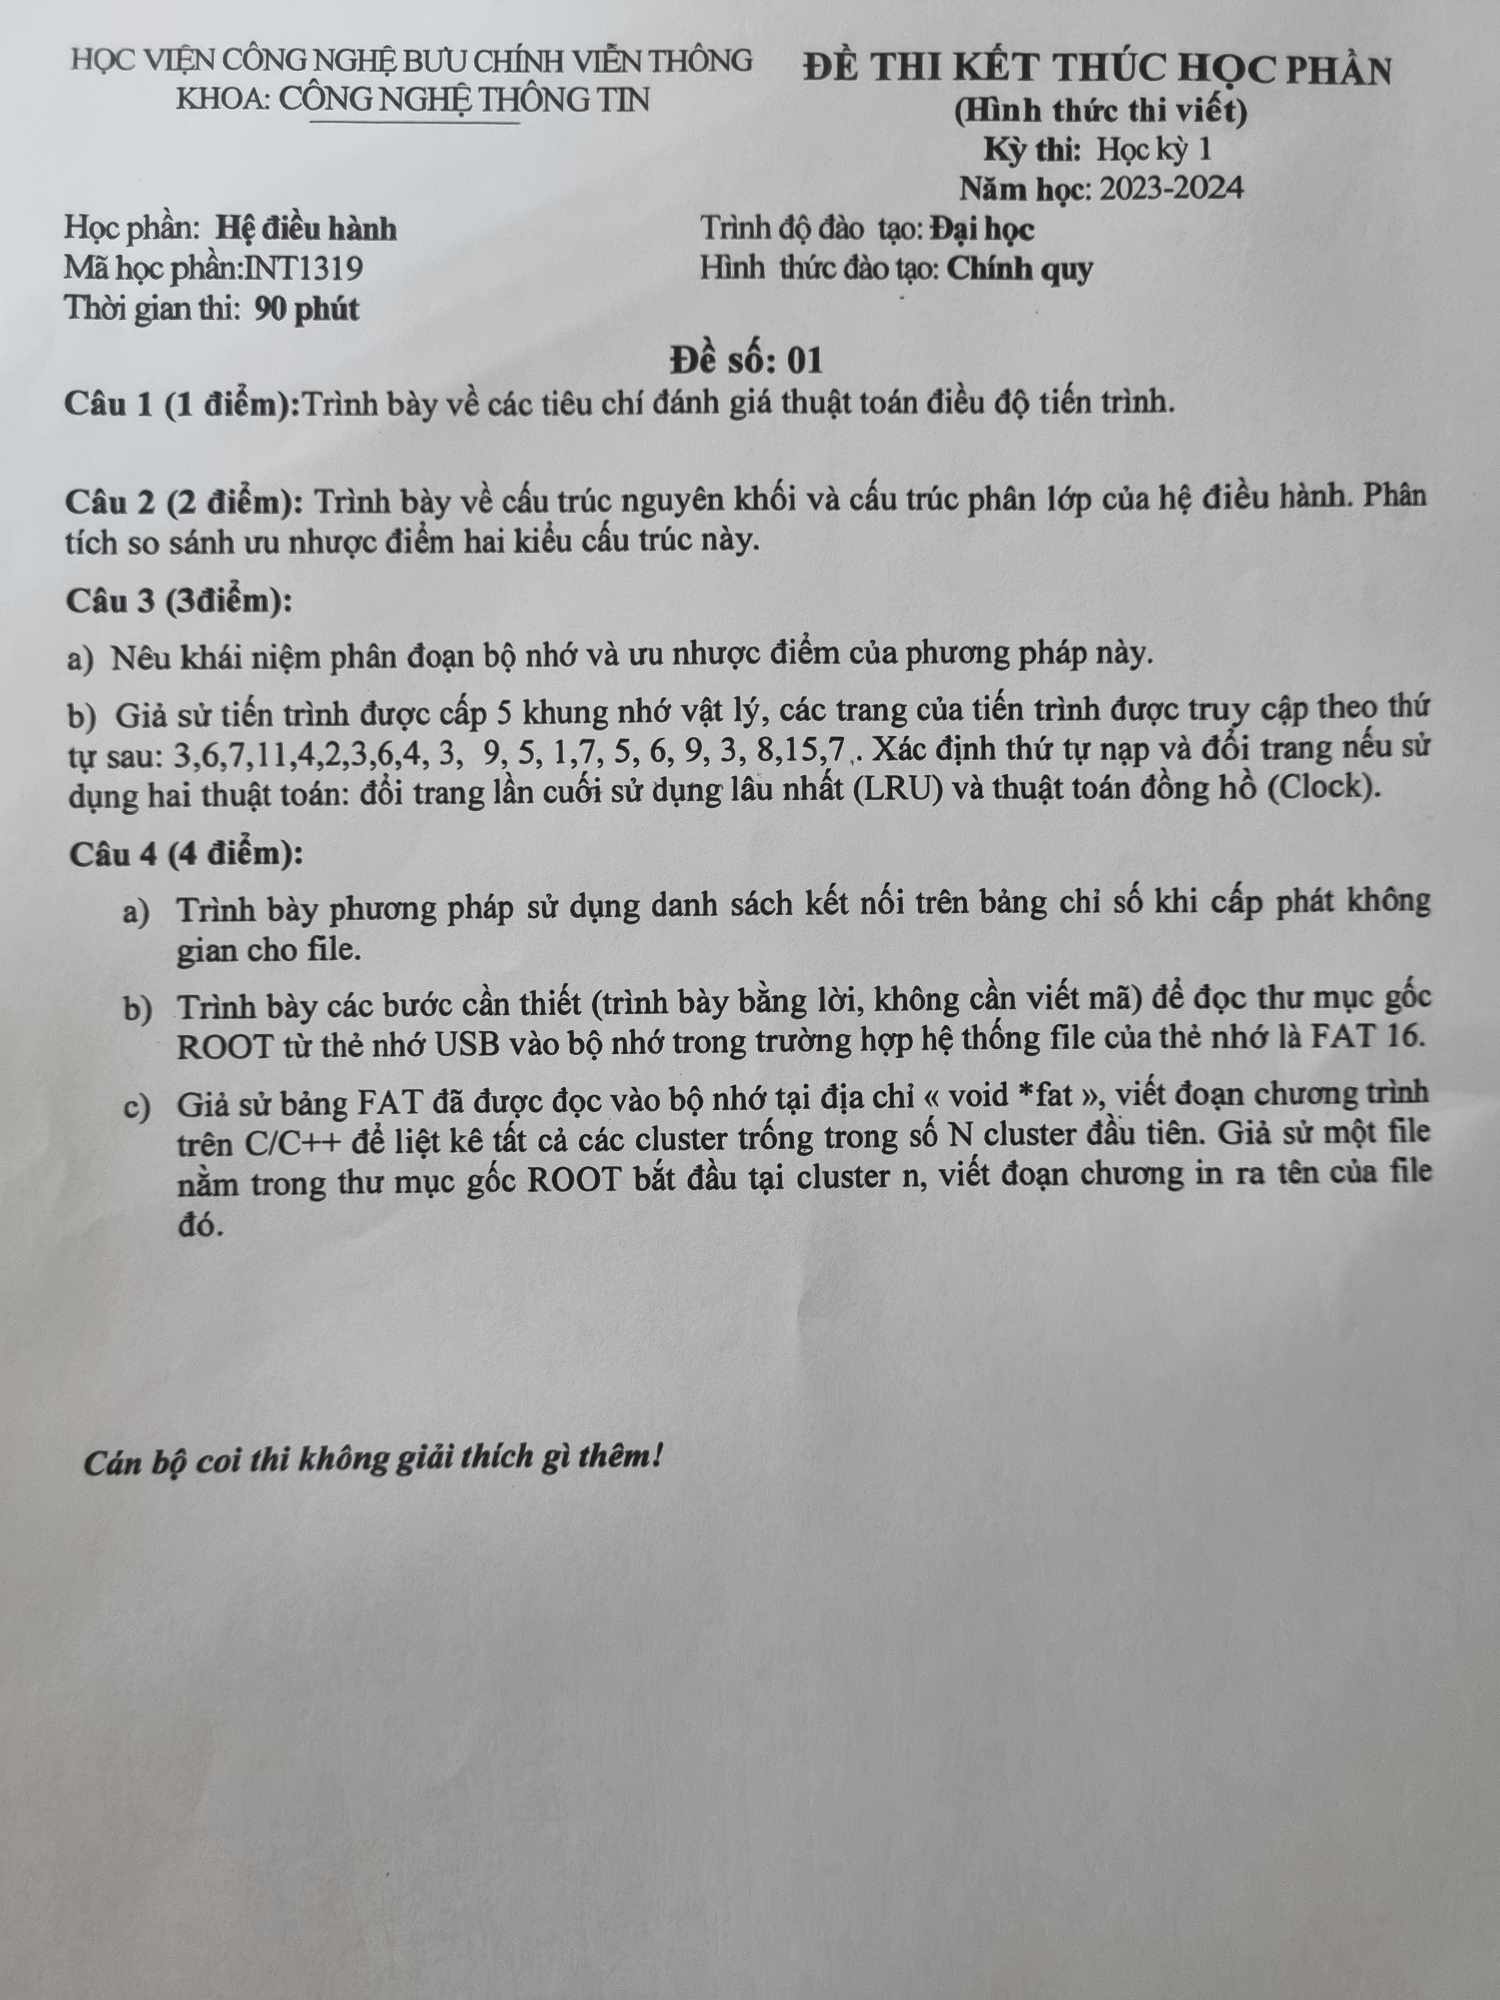 HỌC VIỆN CÔNG NGHỆ BƯU CHÍNH VIỄN THÔNG
KHOA: CÔNG NGHỆ THÔNG TIN
ĐỀ THI KẾT THÚC HỌC PHẦN
(Hình thức thi viết)
Kỳ thi: Học kỳ 1
Năm học: 2023-2024
Học phần: Hệ điều hành
Trình độ đào tạo: Đại học
Mã học phần:INT1319
Hình thức đào tạo: Chính quy
Thời gian thi: 90 phút
Đề số: 01
Câu 1 (1 điểm):Trình bày về các tiêu chí đánh giá thuật toán điều độ tiến trình.
Câu 2 (2 điểm): Trình bày về cấu trúc nguyên khối và cấu trúc phân lớp của hệ điều hành. Phân
tích so sánh ưu nhược điểm hai kiểu cấu trúc này.
Câu 3 (3điểm):
a) Nêu khái niệm phân đoạn bộ nhớ và ưu nhược điểm của phương pháp này.
b) Giả sử tiến trình được cấp 5 khung nhớ vật lý, các trang của tiến trình được truy cập theo thứ
tự sau: 3,6,7,11,4,2,3,6,4, 3, 9, 5, 1,7, 5, 6, 9, 3, 8,15,7 . Xác định thứ tự nạp và đổi trang nếu sử
dụng hai thuật toán: đổi trang lần cuối sử dụng lâu nhất (LRU) và thuật toán đồng hồ (Clock).
Câu 4 (4 điểm):
a) Trình bày phương pháp sử dụng danh sách kết nối trên bảng chỉ số khi cấp phát không
gian cho file.
b) Trình bày các bước cần thiết (trình bày bằng lời, không cần viết mã) để đọc thư mục gốc
ROOT từ thẻ nhớ USB vào bộ nhớ trong trường hợp hệ thống file của thẻ nhớ là FAT 16.
c) Giả sử bảng FAT đã được đọc vào bộ nhớ tại địa chỉ « void *fat », viết đoạn chương trình
trên C/C++ để liệt kê tất cả các cluster trống trong số N cluster đầu tiên. Giả sử một file
nằm trong thư mục gốc ROOT bắt đầu tại cluster n, viết đoạn chương in ra tên của file
đó.
Cán bộ coi thi không giải thích gì thêm!